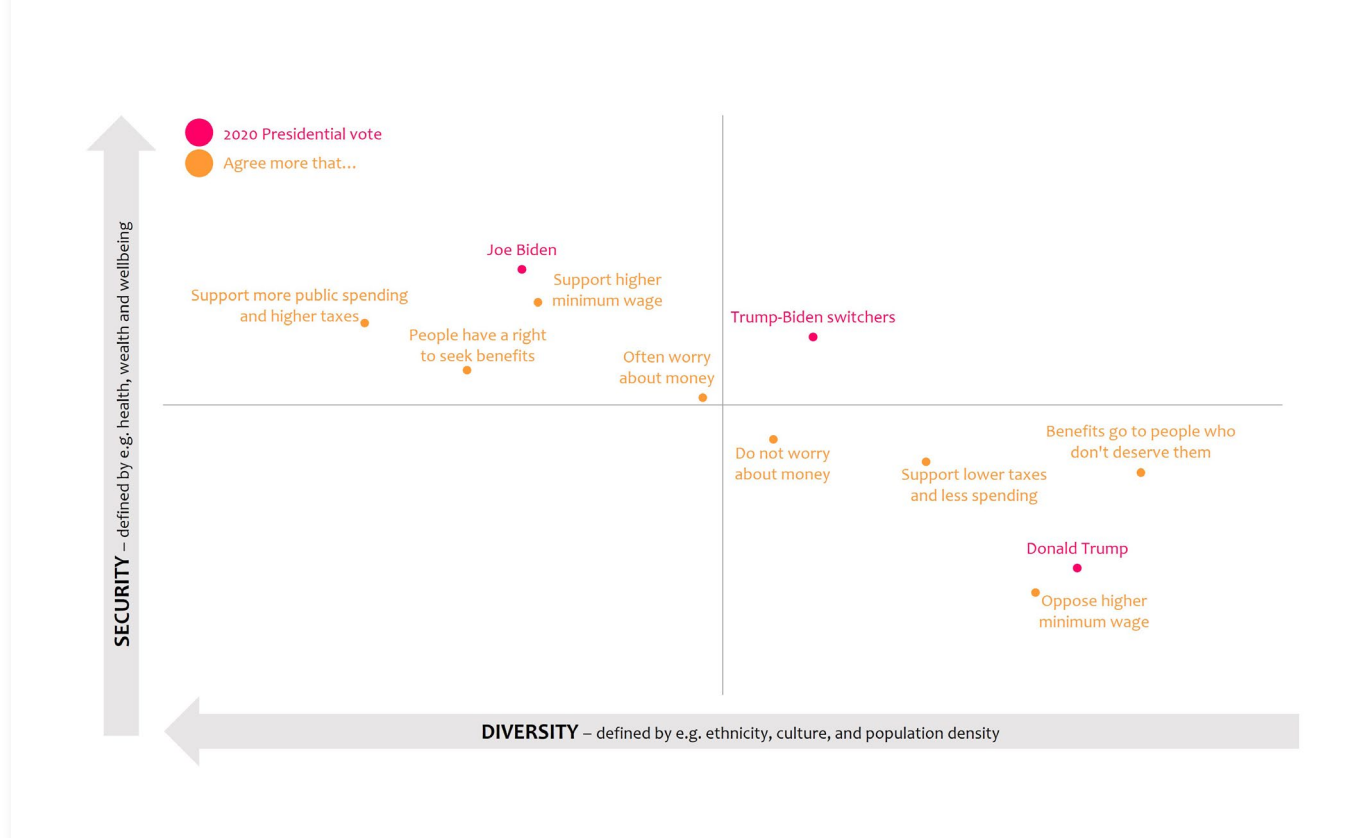 2020 Presidential vote
Agree more that...
Joe Biden
Support higher
minimum wage
Support more public spending
and higher taxes
People have a right
to seek benefits
Often worry
about money
Trump-Biden switchers
Do not worry
about money
Support lower taxes
and less spending
Benefits go to people who
don't deserve them
Donald Trump
Oppose higher
minimum wage
SECURITY – defined by e.g. health, wealth and wellbeing
DIVERSITY – defined by e.g. ethnicity, culture, and population density